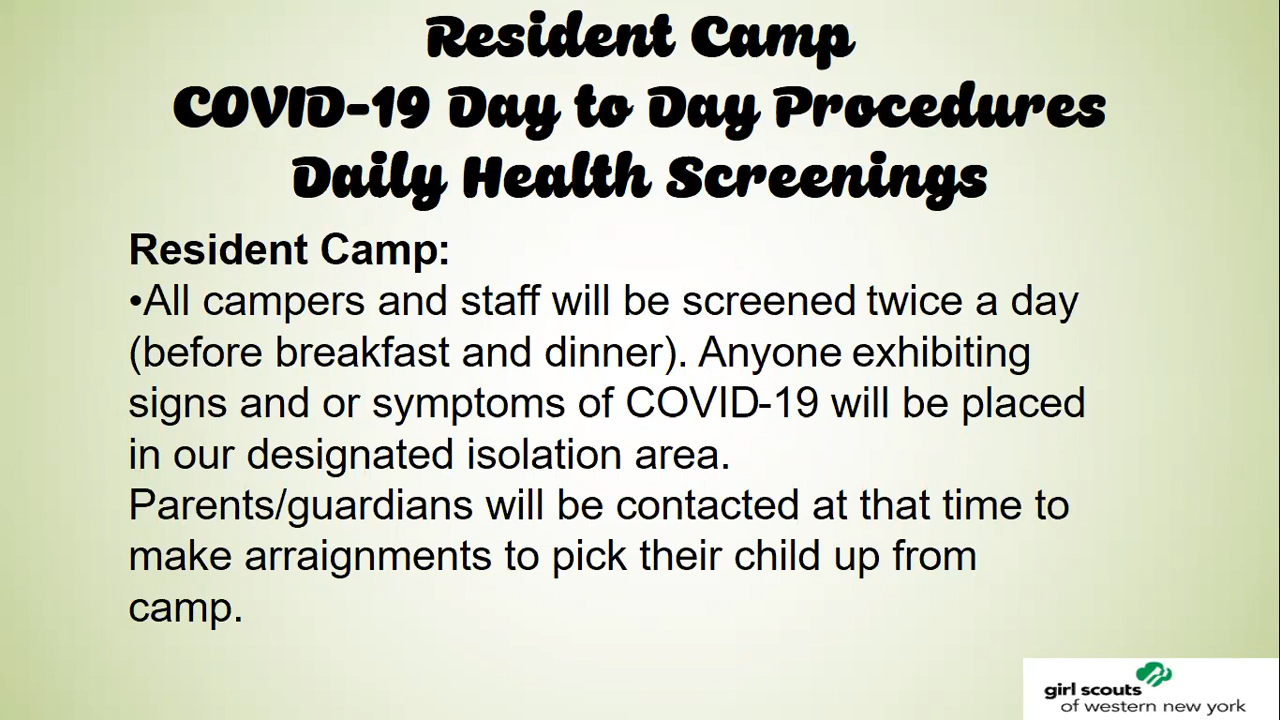 Resident Camp
COVID-19 Day to Day Procedures
Daily Health Screenings
Resident Camp:
•All campers and staff will be screened twice a day
(before breakfast and dinner). Anyone exhibiting
signs and or symptoms of COVID-19 will be placed
in our designated isolation area.
Parents/guardians will be contacted at that time to
make arraignments to pick their child up from
camp.
girl scouts
of western new york